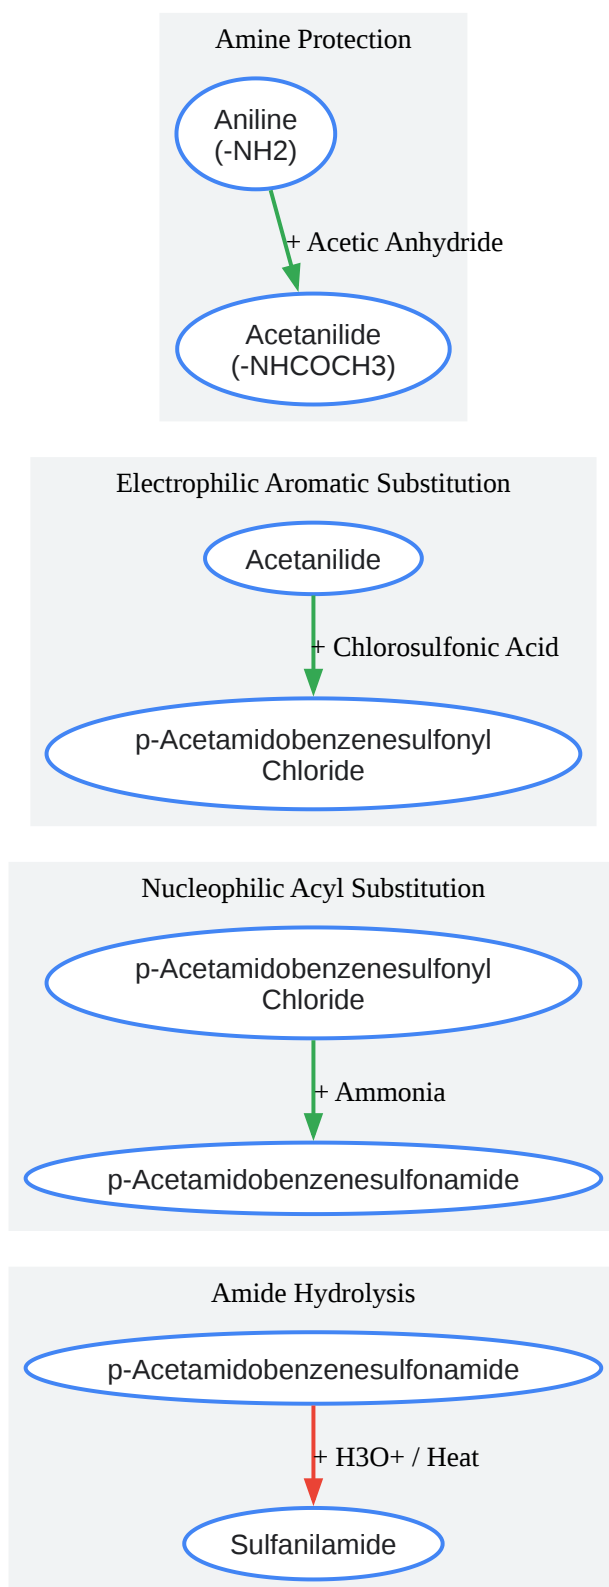 Amine Protection
Aniline
(-NH2)
+ Acetic Anhydride
Acetanilide
(-NHCOCH3)
Electrophilic Aromatic Substitution
Acetanilide
+ Chlorosulfonic Acid
p-Acetamidobenzenesulfonyl
Chloride
Nucleophilic Acyl Substitution
p-Acetamidobenzenesulfonyl
Chloride
+ Ammonia
p-Acetamidobenzenesulfonamide
Amide Hydrolysis
p-Acetamidobenzenesulfonamide
+ H3O+ / Heat
Sulfanilamide